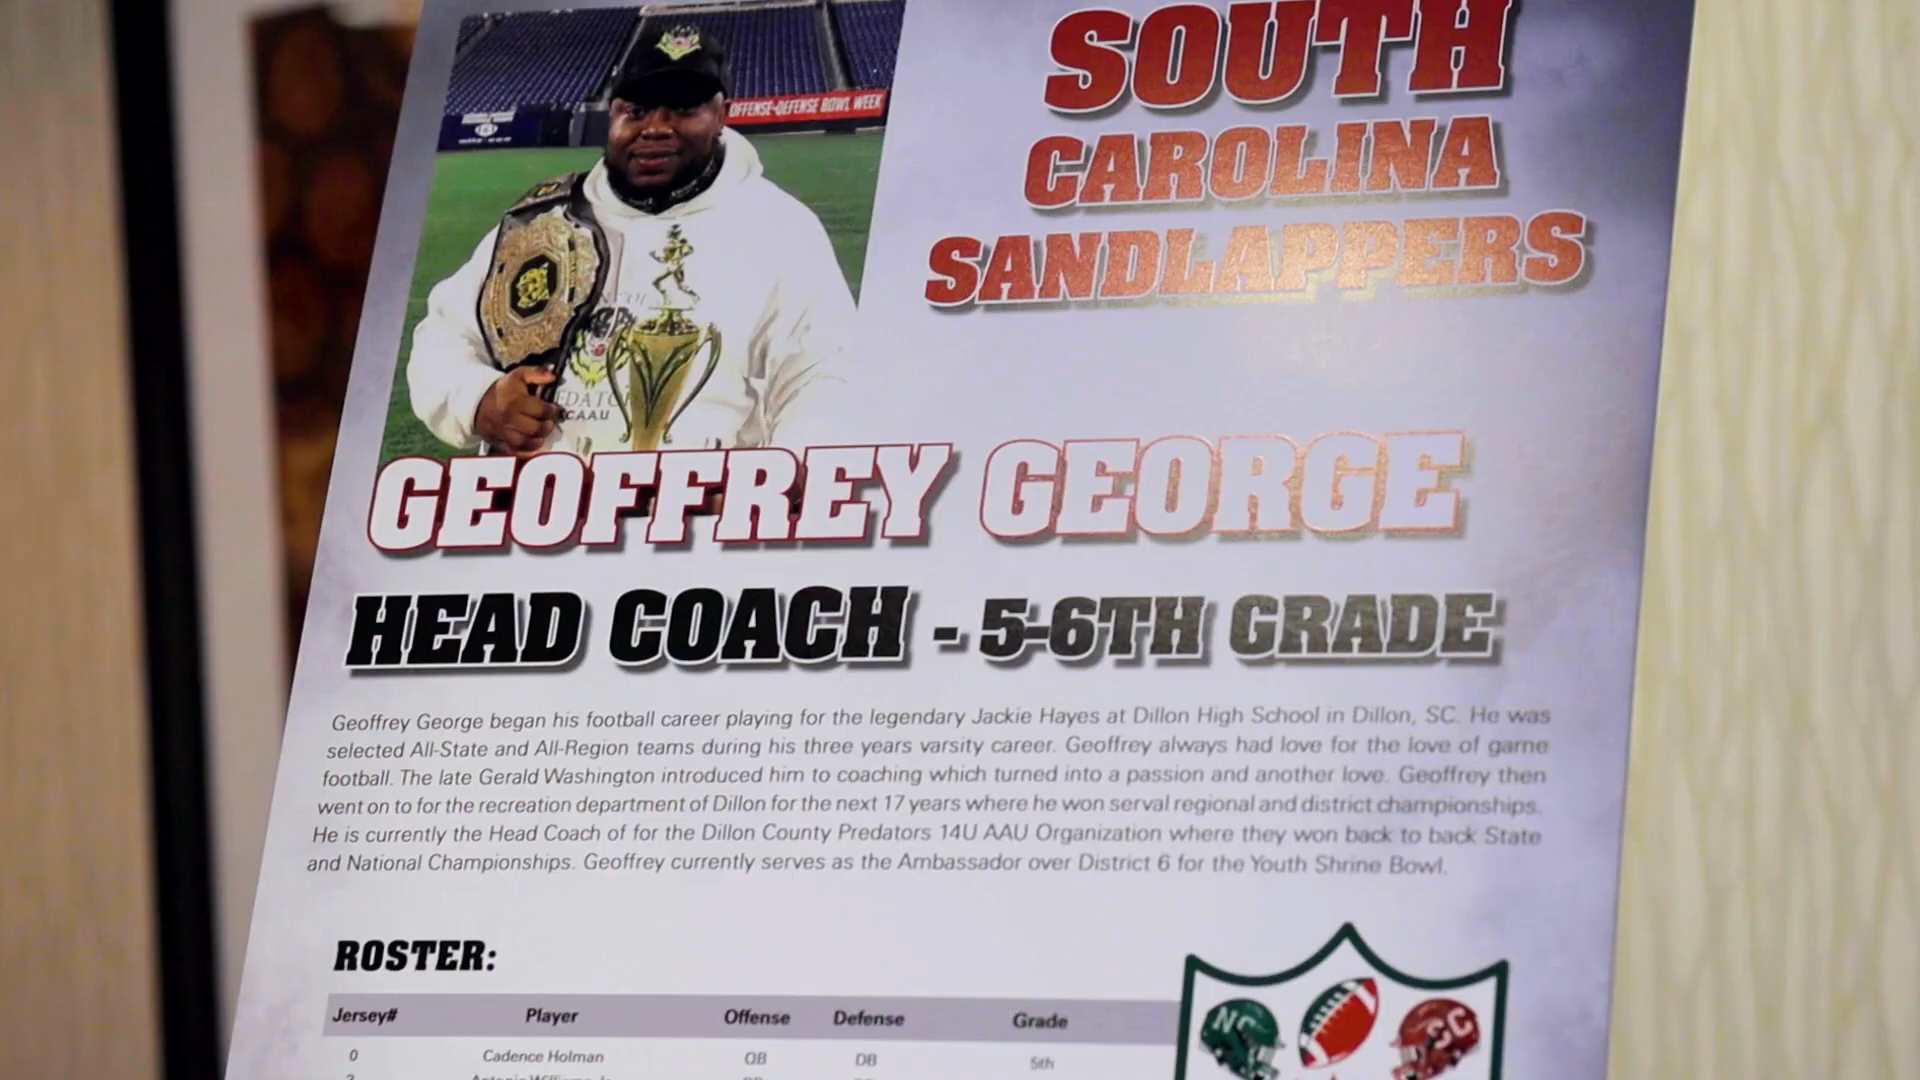 OFFENSE-DEFENSE BOWL WEEK
SOUTH
CAROLINA
SANDLAPPERS
C.A.A.U
GEOFFREY GEORGE
HEAD COACH - 5-6TH GRADE
Geoffrey George began his football career playing for the legendary Jackie Hayes at Dillon High School in Dillon, SC. He was
selected All-State and All-Region teams during his three years varsity career. Geoffrey always had love for the love of game
football. The late Gerald Washington introduced him to coaching which turned into a passion and another love. Geoffrey then
went on to for the recreation department of Dillon for the next 17 years where he won serval regional and district championships.
He is currently the Head Coach of for the Dillon County Predators 14U AAU Organization where they won back to back State
and National Championships. Geoffrey currently serves as the Ambassador over District 6 for the Youth Shrine Bowl.
ROSTER:
Jersey# Player Offense Defense Grade
0 Cadence Holman QB DB 5th
NC SC